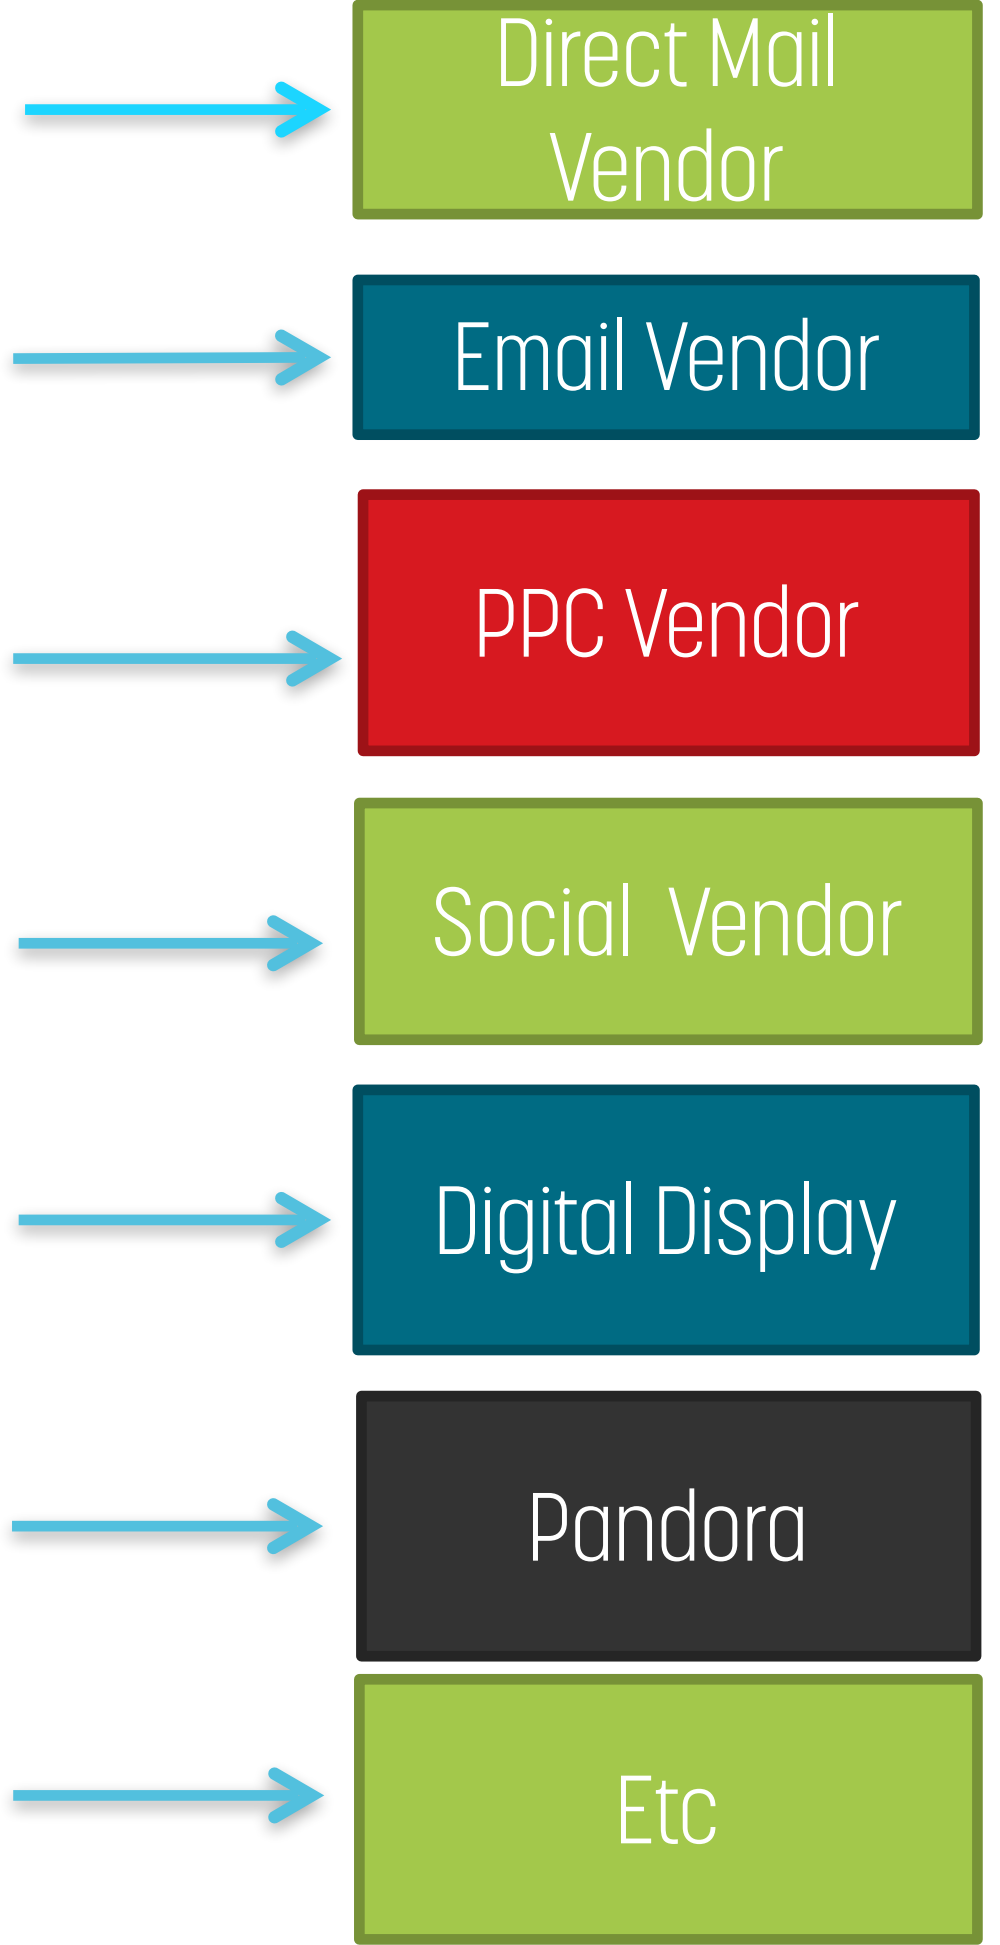 Direct Mail
Vendor
Email Vendor
PPC Vendor
Social Vendor
Digital Display
Pandora
Etc